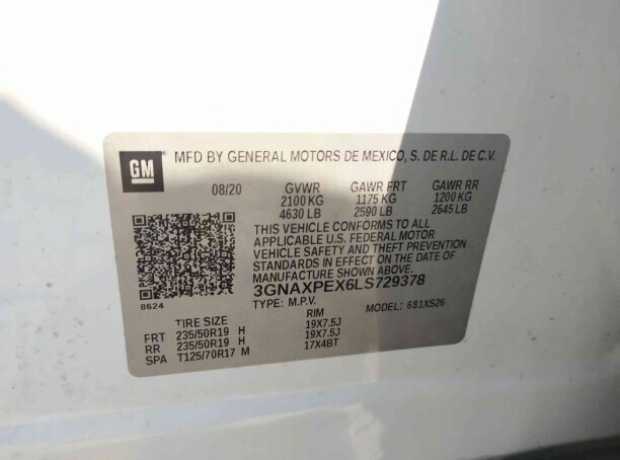 GM MFD BY GENERAL MOTORS DE MEXICO, S. DE R.L. DE C.V.
08/20 GVWR GAWR FRT GAWR RR
2100 KG 1175 KG 1200 KG
4630 LB 2590 LB 2645 LB
THIS VEHICLE CONFORMS TO ALL
APPLICABLE U.S. FEDERAL MOTOR
VEHICLE SAFETY AND THEFT PREVENTION
STANDARDS IN EFFECT ON THE DATE OF
MANUFACTURE SHOWN ABOVE.
3GNAXPEX6LS729378
8624 TYPE: M.P.V. MODEL: 6S1XS26
TIRE SIZE RIM
FRT 235/50R19 H 19X7.5J
RR 235/50R19 H 19X7.5J
SPA T125/70R17 M 17X4BT